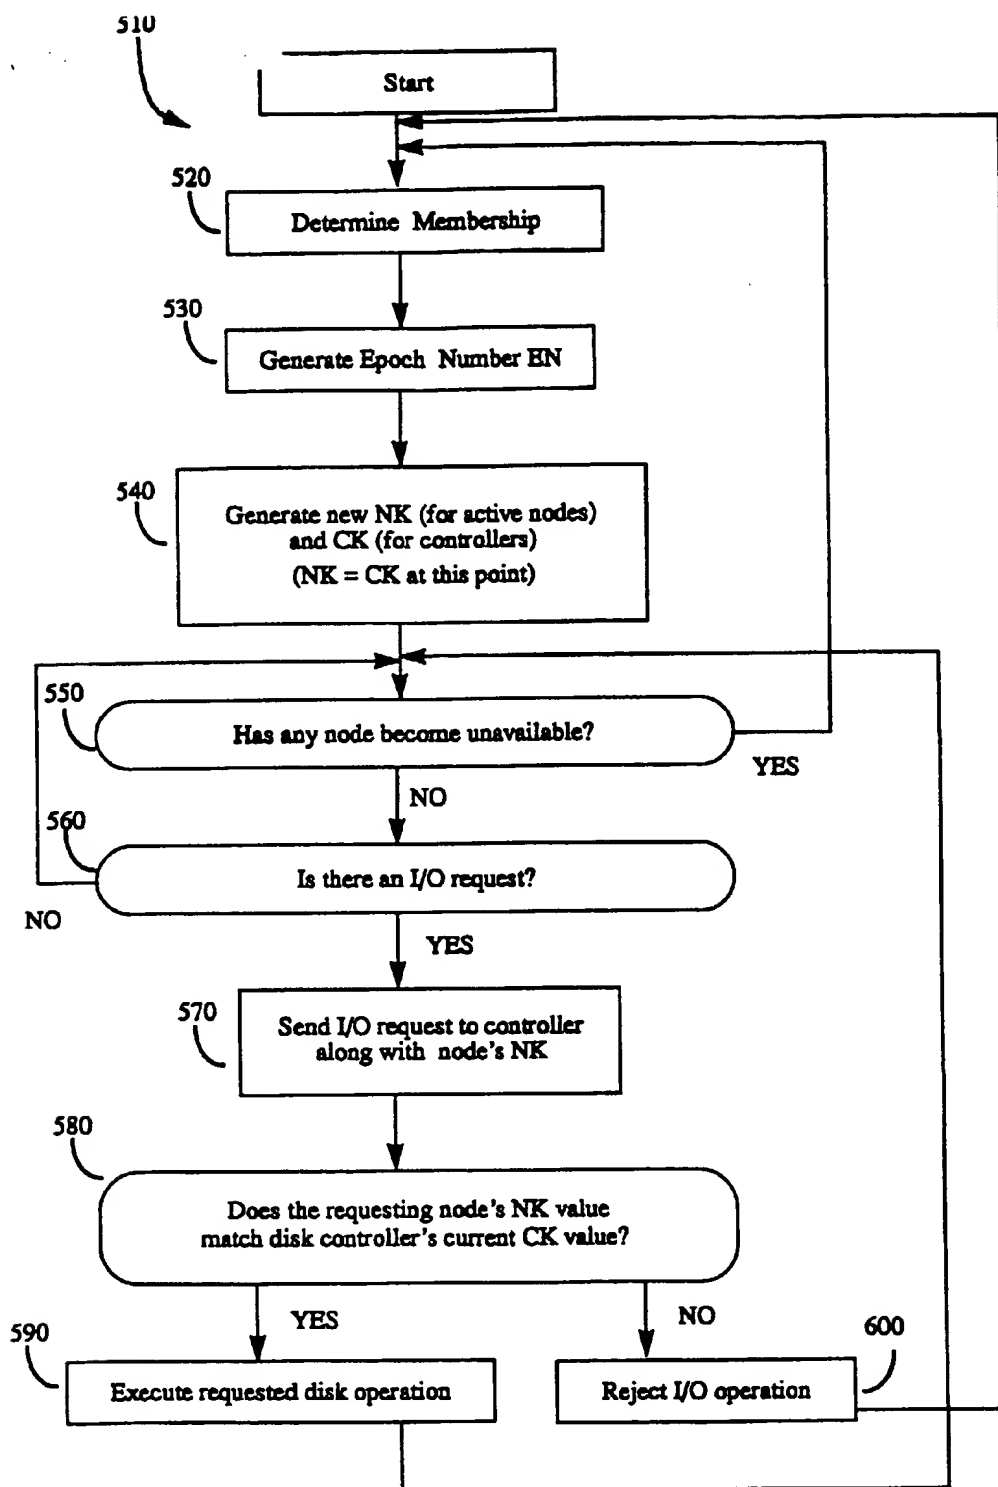 510
Start
520
Determine Membership
530
Generate Epoch Number EN
540
Generate new NK (for active nodes)
and CK (for controllers)
(NK = CK at this point)
550
Has any node become unavailable?
YES
NO
560
Is there an I/O request?
NO
YES
570
Send I/O request to controller
along with node's NK
580
Does the requesting node's NK value
match disk controller's current CK value?
YES
NO
590
Execute requested disk operation
600
Reject I/O operation